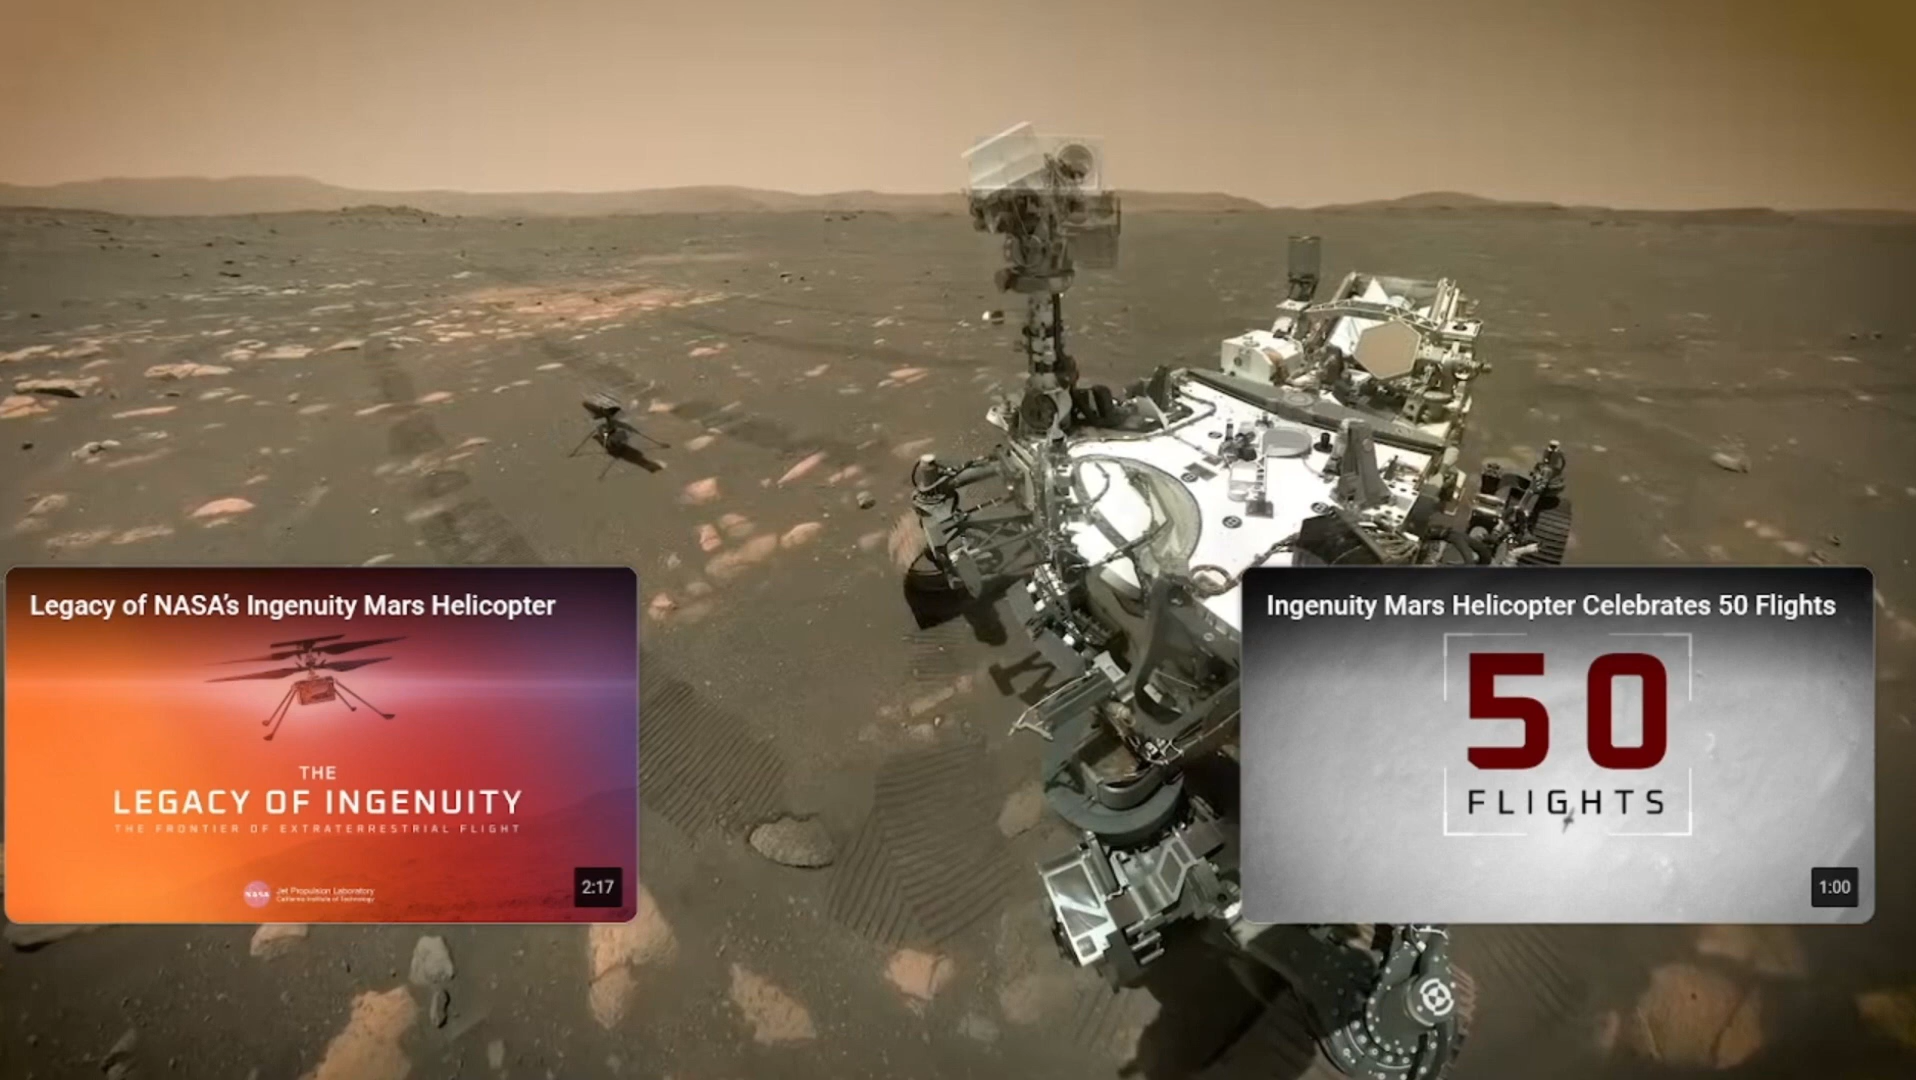 Legacy of NASA's Ingenuity Mars Helicopter
THE
LEGACY OF INGENUITY
THE FRONTIER OF EXTRATERRESTRIAL FLIGHT
NASA
Jet Propulsion Laboratory
California Institute of Technology
2:17
Ingenuity Mars Helicopter Celebrates 50 Flights
50
FLIGHTS
1:00